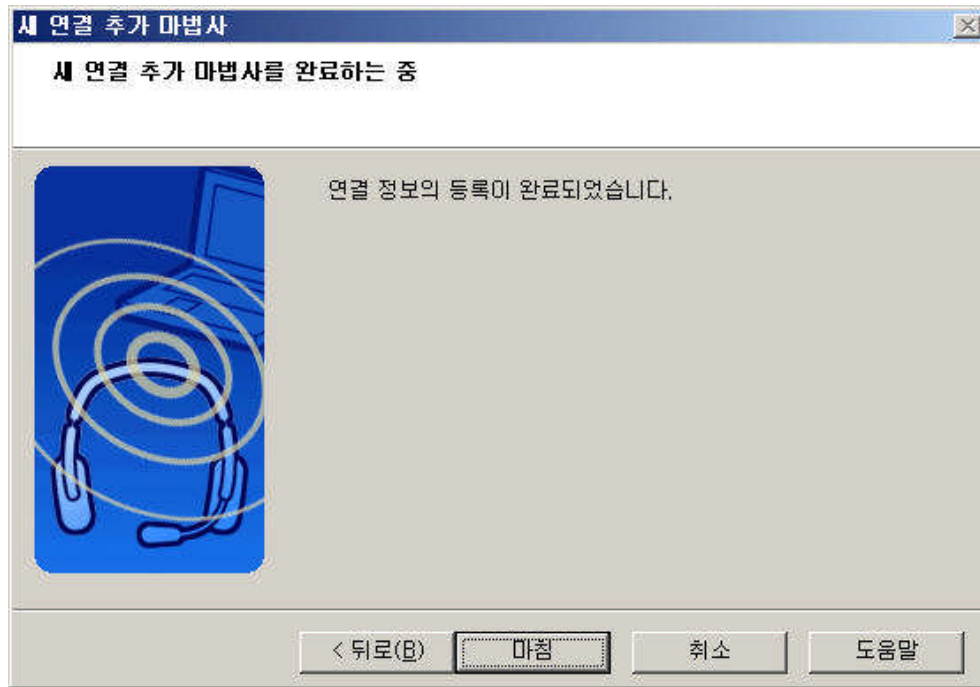 새 연결 추가 마법사
새 연결 추가 마법사를 완료하는 중
연결 정보의 등록이 완료되었습니다.
< 뒤로(B) 마침 취소 도움말